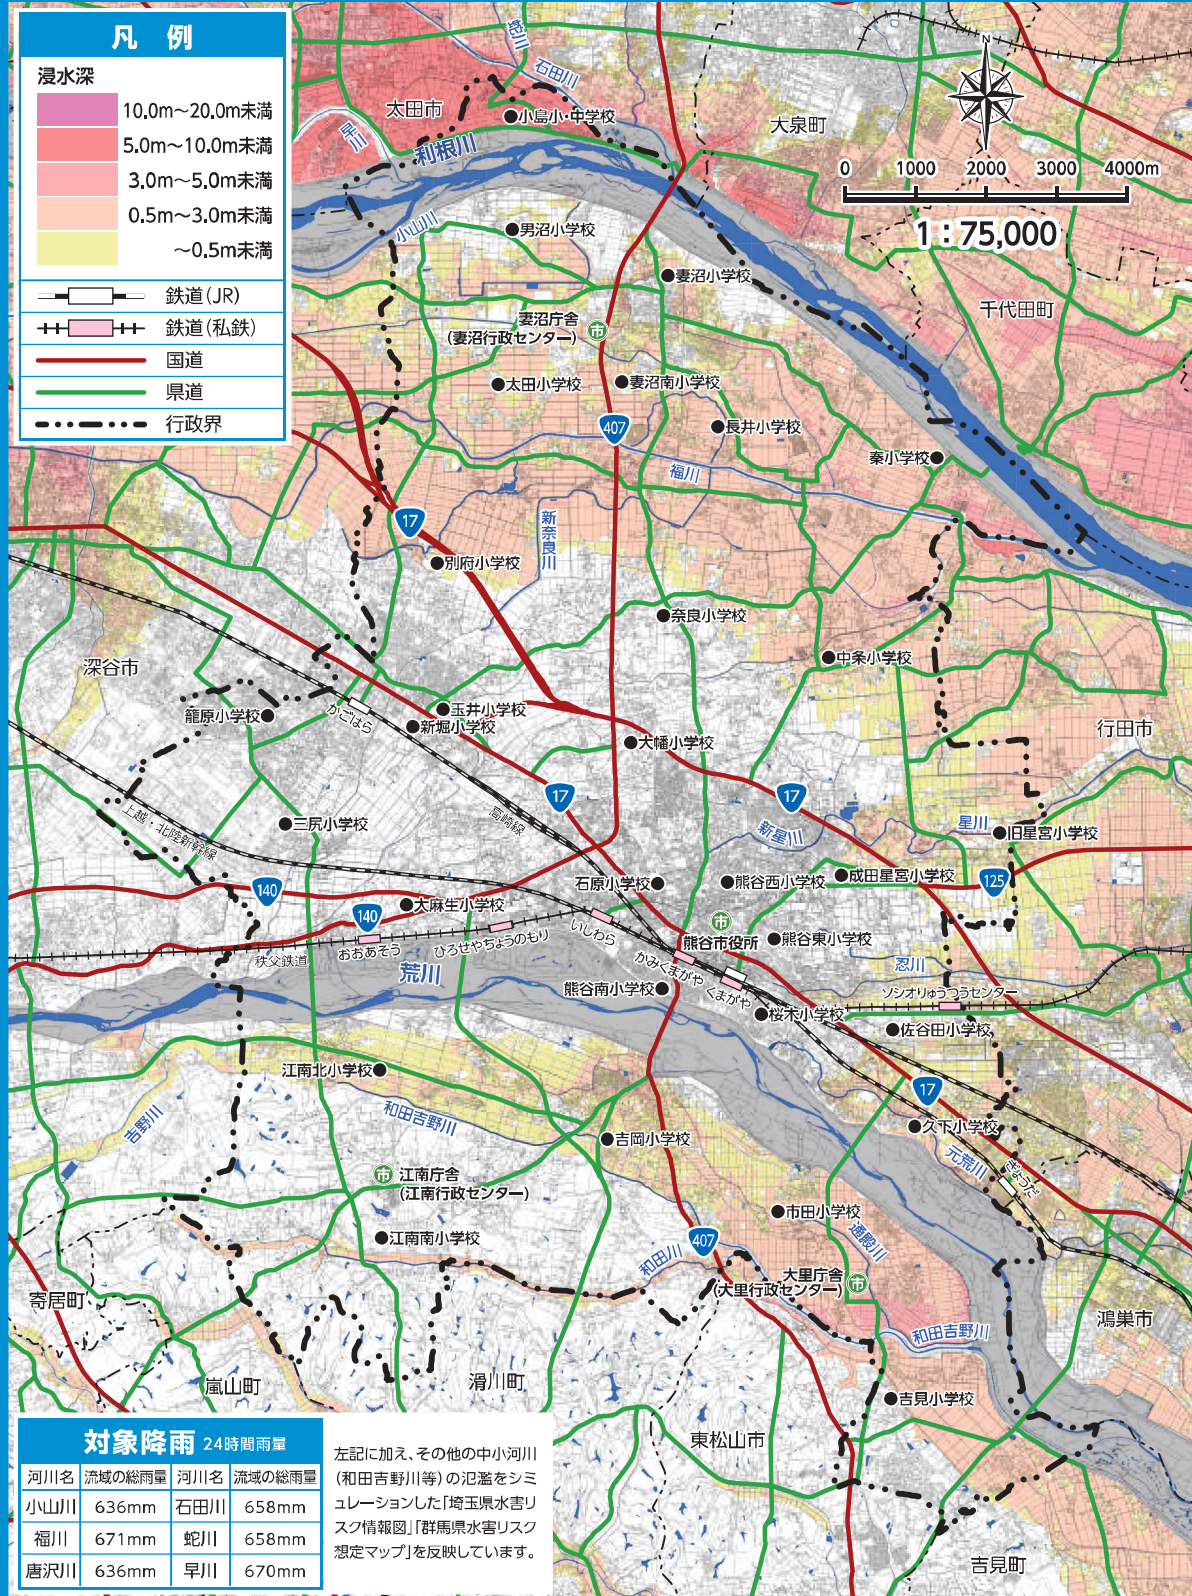 凡 例
浸水深
10.0m〜20.0m未満
5.0m〜10.0m未満
3.0m〜5.0m未満
0.5m〜3.0m未満
〜0.5m未満
鉄道(JR)
鉄道(私鉄)
国道
県道
行政界
N
0 1000 2000 3000 4000m
1：75,000
蛇川
石田川
太田市
小島小・中学校
早川
利根川
大泉町
小山川
男沼小学校
妻沼小学校
千代田町
妻沼庁舎
(妻沼行政センター)
市
太田小学校
妻沼南小学校
407
長井小学校
秦小学校
福川
17
新奈良川
別府小学校
奈良小学校
中条小学校
深谷市
籠原小学校
かごはら
玉井小学校
新堀小学校
大幡小学校
行田市
17
17
高崎線
新星川
星川
旧星宮小学校
上越・北陸新幹線
三尻小学校
石原小学校
熊谷西小学校
成田星宮小学校
125
140
140
大麻生小学校
いしわら
市
熊谷市役所
熊谷東小学校
おおあそう
ひろせやちょうのもり
秩父鉄道
荒川
かみくまがや
くまがや
忍川
熊谷南小学校
ソシオりゅうつうセンター
桜木小学校
佐谷田小学校
江南北小学校
17
吉野川
和田吉野川
久下小学校
吉岡小学校
元荒川
ぎょうだ
市
江南庁舎
(江南行政センター)
市田小学校
江南南小学校
通殿川
407
和田川
大里庁舎
(大里行政センター)
市
寄居町
和田吉野川
鴻巣市
嵐山町
滑川町
吉見小学校
東松山市
吉見町
対象降雨 24時間雨量
河川名 流域の総雨量 河川名 流域の総雨量
小山川 636mm 石田川 658mm
福川 671mm 蛇川 658mm
唐沢川 636mm 早川 670mm
左記に加え、その他の中小河川
(和田吉野川等)の氾濫をシミ
ュレーションした「埼玉県水害リ
スク情報図」「群馬県水害リスク
想定マップ」を反映しています。